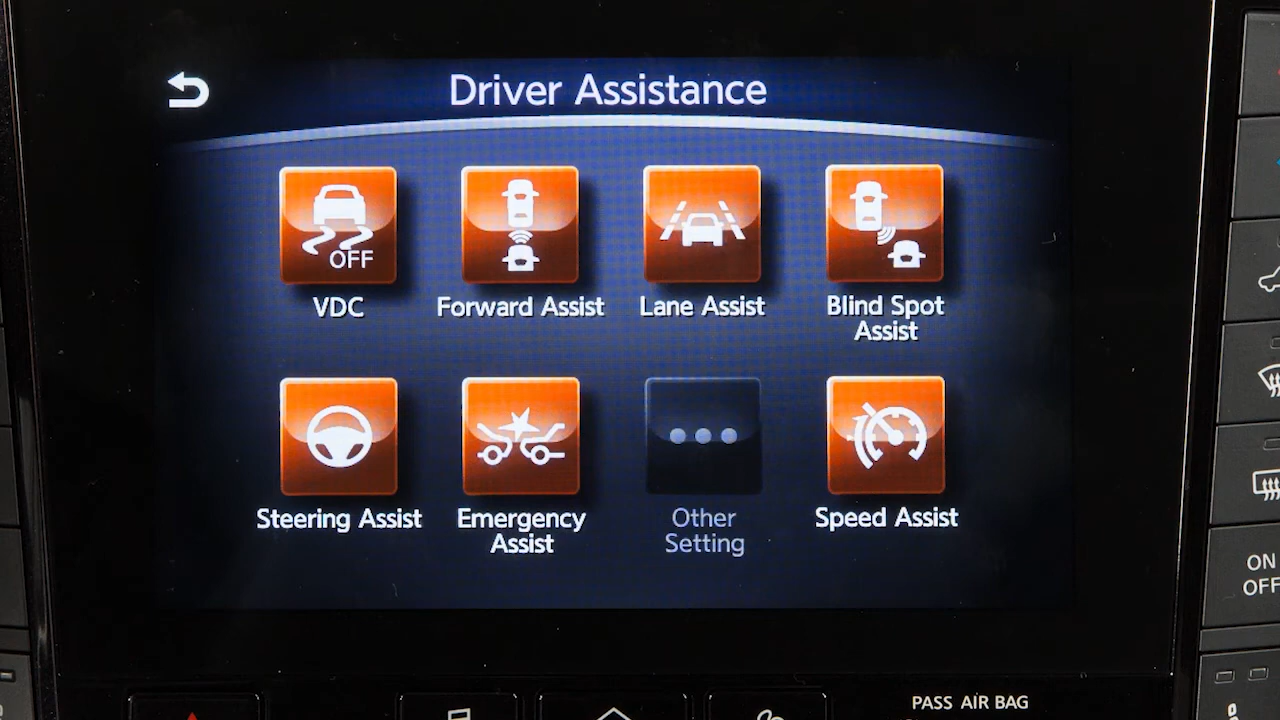 Driver Assistance
OFF
VDC
Forward Assist
Lane Assist
Blind Spot
Assist
Steering Assist
Emergency
Assist
Other
Setting
Speed Assist
ON
OFF
PASS AIR BAG